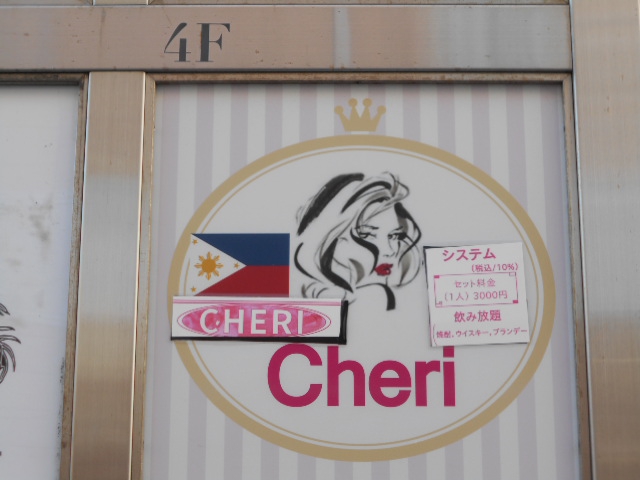 4F
CHERI
Cheri
システム
(税込/10%)
セット料金
(1人) 3000円
飲み放題
(焼酎、ウイスキー、ブランデー